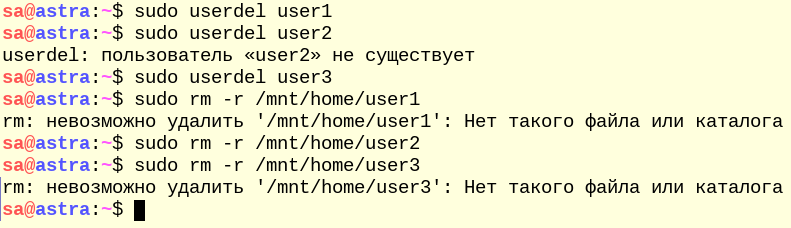 sa@astra:~$ sudo userdel user1
sa@astra:~$ sudo userdel user2
userdel: пользователь «user2» не существует
sa@astra:~$ sudo userdel user3
sa@astra:~$ sudo rm -r /mnt/home/user1
rm: невозможно удалить '/mnt/home/user1': Нет такого файла или каталога
sa@astra:~$ sudo rm -r /mnt/home/user2
sa@astra:~$ sudo rm -r /mnt/home/user3
rm: невозможно удалить '/mnt/home/user3': Нет такого файла или каталога
sa@astra:~$